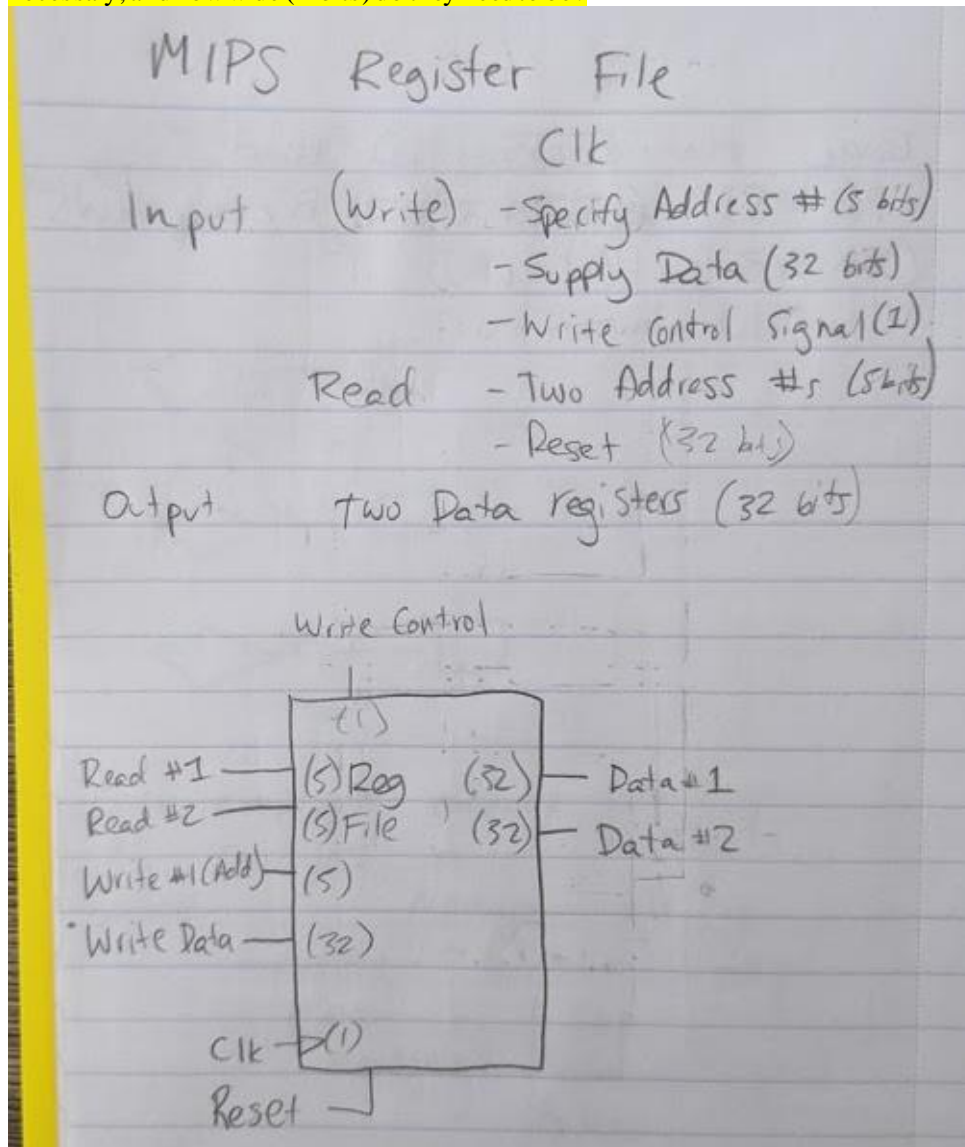 MIPS Register File
Clk
Input (Write) - Specify Address # (5 bits)
- Supply Data (32 bits)
- Write Control Signal (1)
Read - Two Address #s (5 bits)
- Reset (32 bits)
Output Two Data registers (32 bits)
Write Control
(1)
Read #1 (5) Reg (32) Data #1
Read #2 (5) File (32) Data #2
Write #1 (Add) (5)
Write Data (32)
Clk (1)
Reset